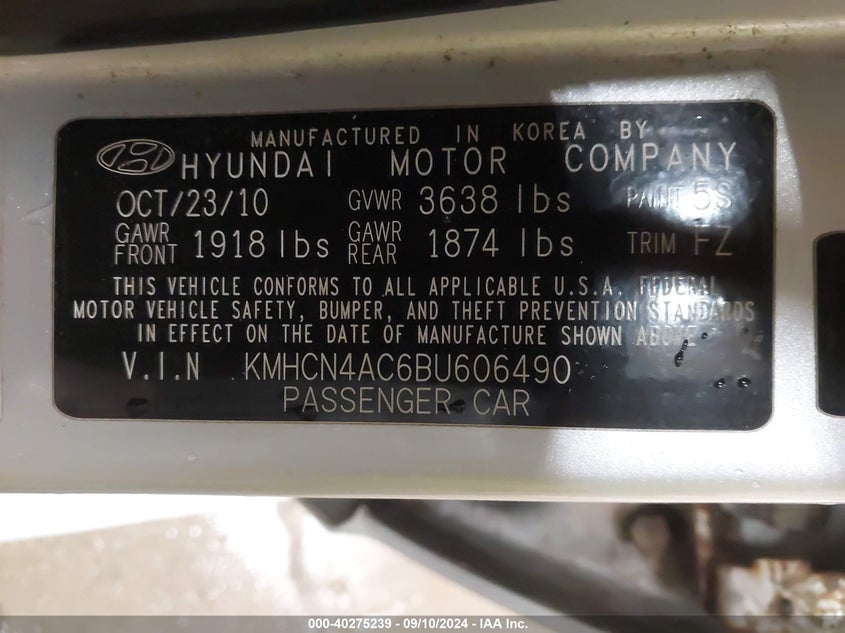 MANUFACTURED IN KOREA BY
HYUNDAI MOTOR COMPANY
OCT/23/10 GVWR 3638 lbs PAINT 5S
GAWR FRONT 1918 lbs GAWR REAR 1874 lbs TRIM FZ
THIS VEHICLE CONFORMS TO ALL APPLICABLE U.S.A. FEDERAL
MOTOR VEHICLE SAFETY, BUMPER, AND THEFT PREVENTION STANDARDS
IN EFFECT ON THE DATE OF MANUFACTURE SHOWN ABOVE
V.I.N KMHCN4AC6BU606490
PASSENGER CAR
000-40275239 - 09/10/2024 - IAA Inc.